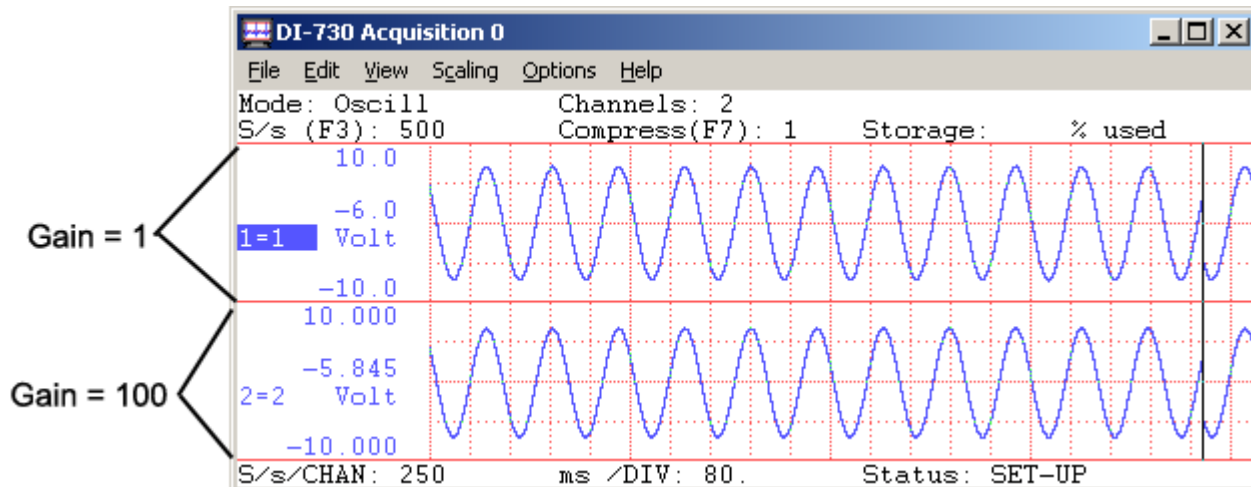 DI-730 Acquisition 0
File Edit View Scaling Options Help
Mode: Oscill Channels: 2
S/s (F3): 500 Compress(F7): 1 Storage: % used
10.0
-6.0
Gain = 1
1=1 Volt
-10.0
10.000
-5.845
Gain = 100
2=2 Volt
-10.000
S/s/CHAN: 250 ms /DIV: 80. Status: SET-UP